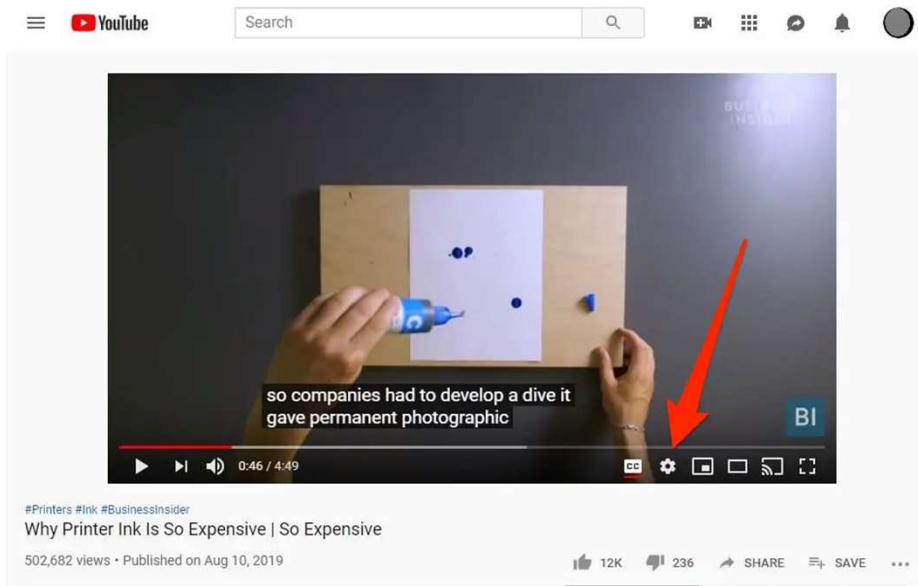 YouTube
Search
BUSINESS
INSIDER
C
so companies had to develop a dive it
gave permanent photographic
BI
0:46 / 4:49
CC
#Printers #Ink #BusinessInsider
Why Printer Ink Is So Expensive | So Expensive
502,682 views • Published on Aug 10, 2019
12K 236 SHARE SAVE